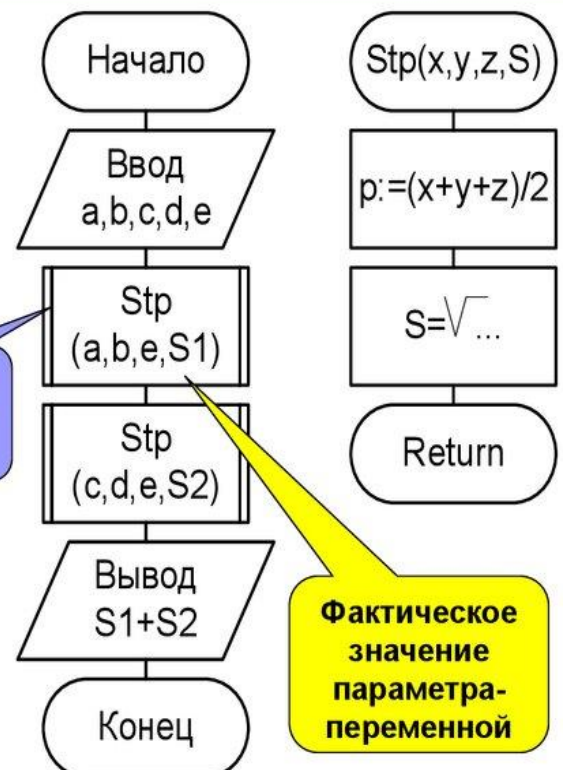 Начало
Ввод
a,b,c,d,e
Stp
(a,b,e,S1)
Stp
(c,d,e,S2)
Вывод
S1+S2
Конец
Stp(x,y,z,S)
p:=(x+y+z)/2
S=√...
Return
Фактическое
значение
параметра-
переменной